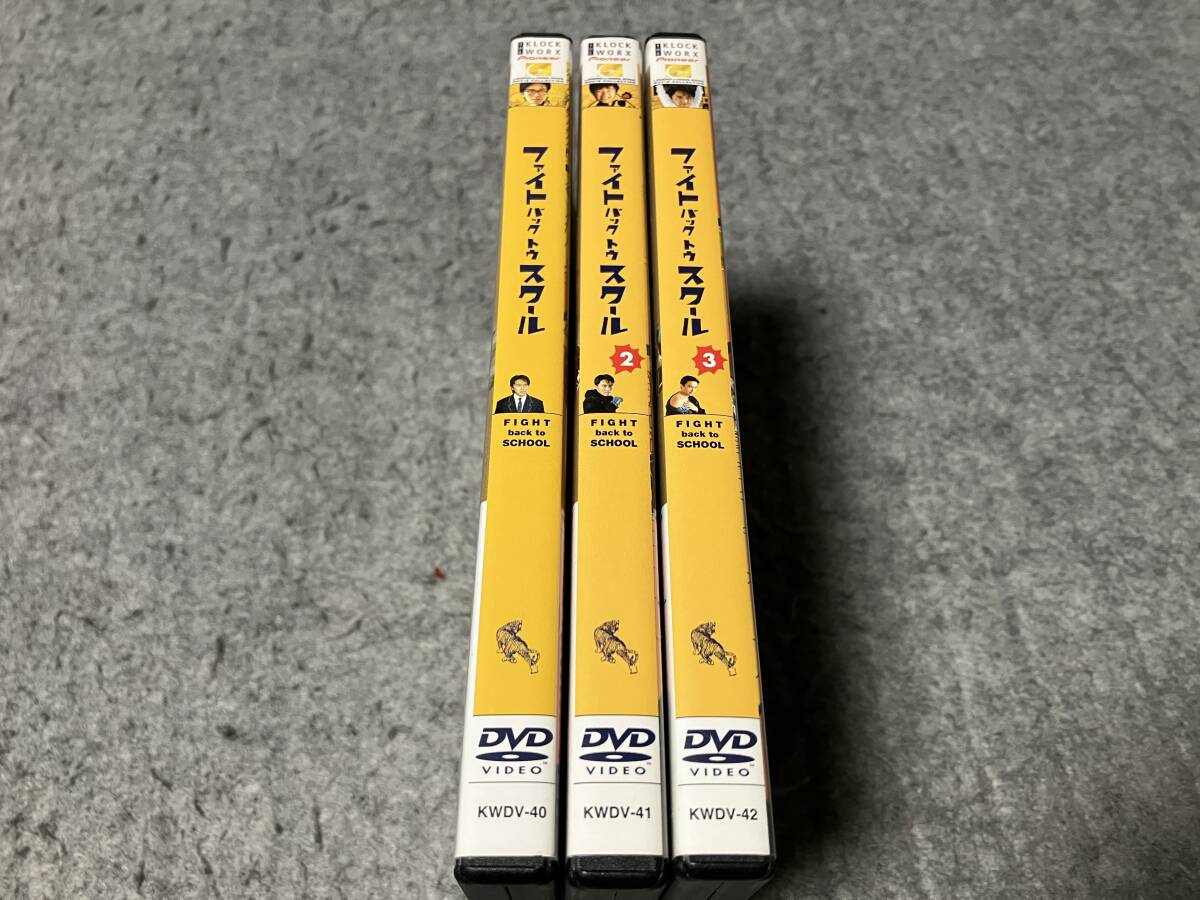 KLOCK
WORX
Pioneer
ファイト バック トゥ スクール
FIGHT
back to
SCHOOL
DVD
VIDEO
KWDV-40
KLOCK
WORX
Pioneer
ファイト バック トゥ スクール
2
FIGHT
back to
SCHOOL
DVD
VIDEO
KWDV-41
KLOCK
WORX
Pioneer
ファイト バック トゥ スクール
3
FIGHT
back to
SCHOOL
DVD
VIDEO
KWDV-42